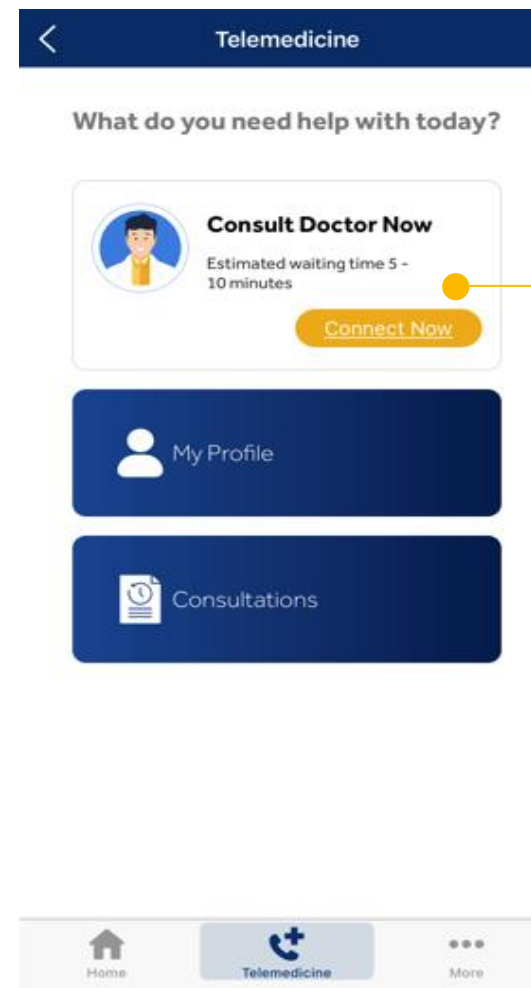 Telemedicine
What do you need help with today?
Consult Doctor Now
Estimated waiting time 5 -
10 minutes
Connect Now
My Profile
Consultations
Home
Telemedicine
More